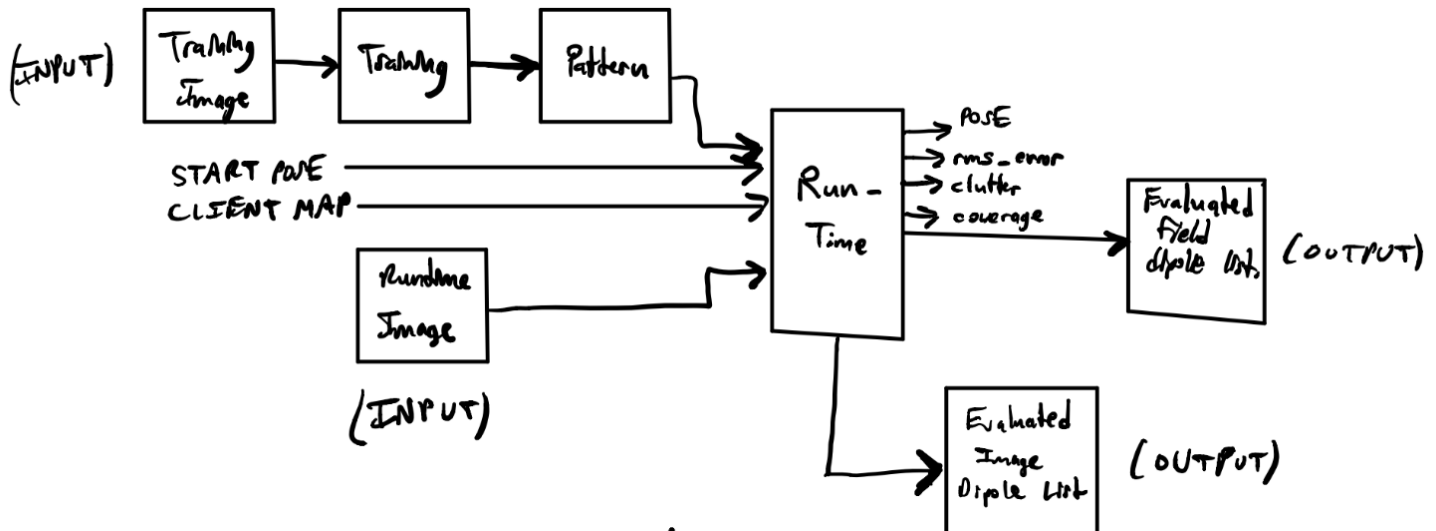 (INPUT)
Training
Image
Training
Pattern
START POSE
CLIENT MAP
Runtime
Image
(INPUT)
Run-
Time
POSE
rms_error
clutter
coverage
Evaluated
Field
dipole list
(OUTPUT)
Evaluated
Image
Dipole List
(OUTPUT)